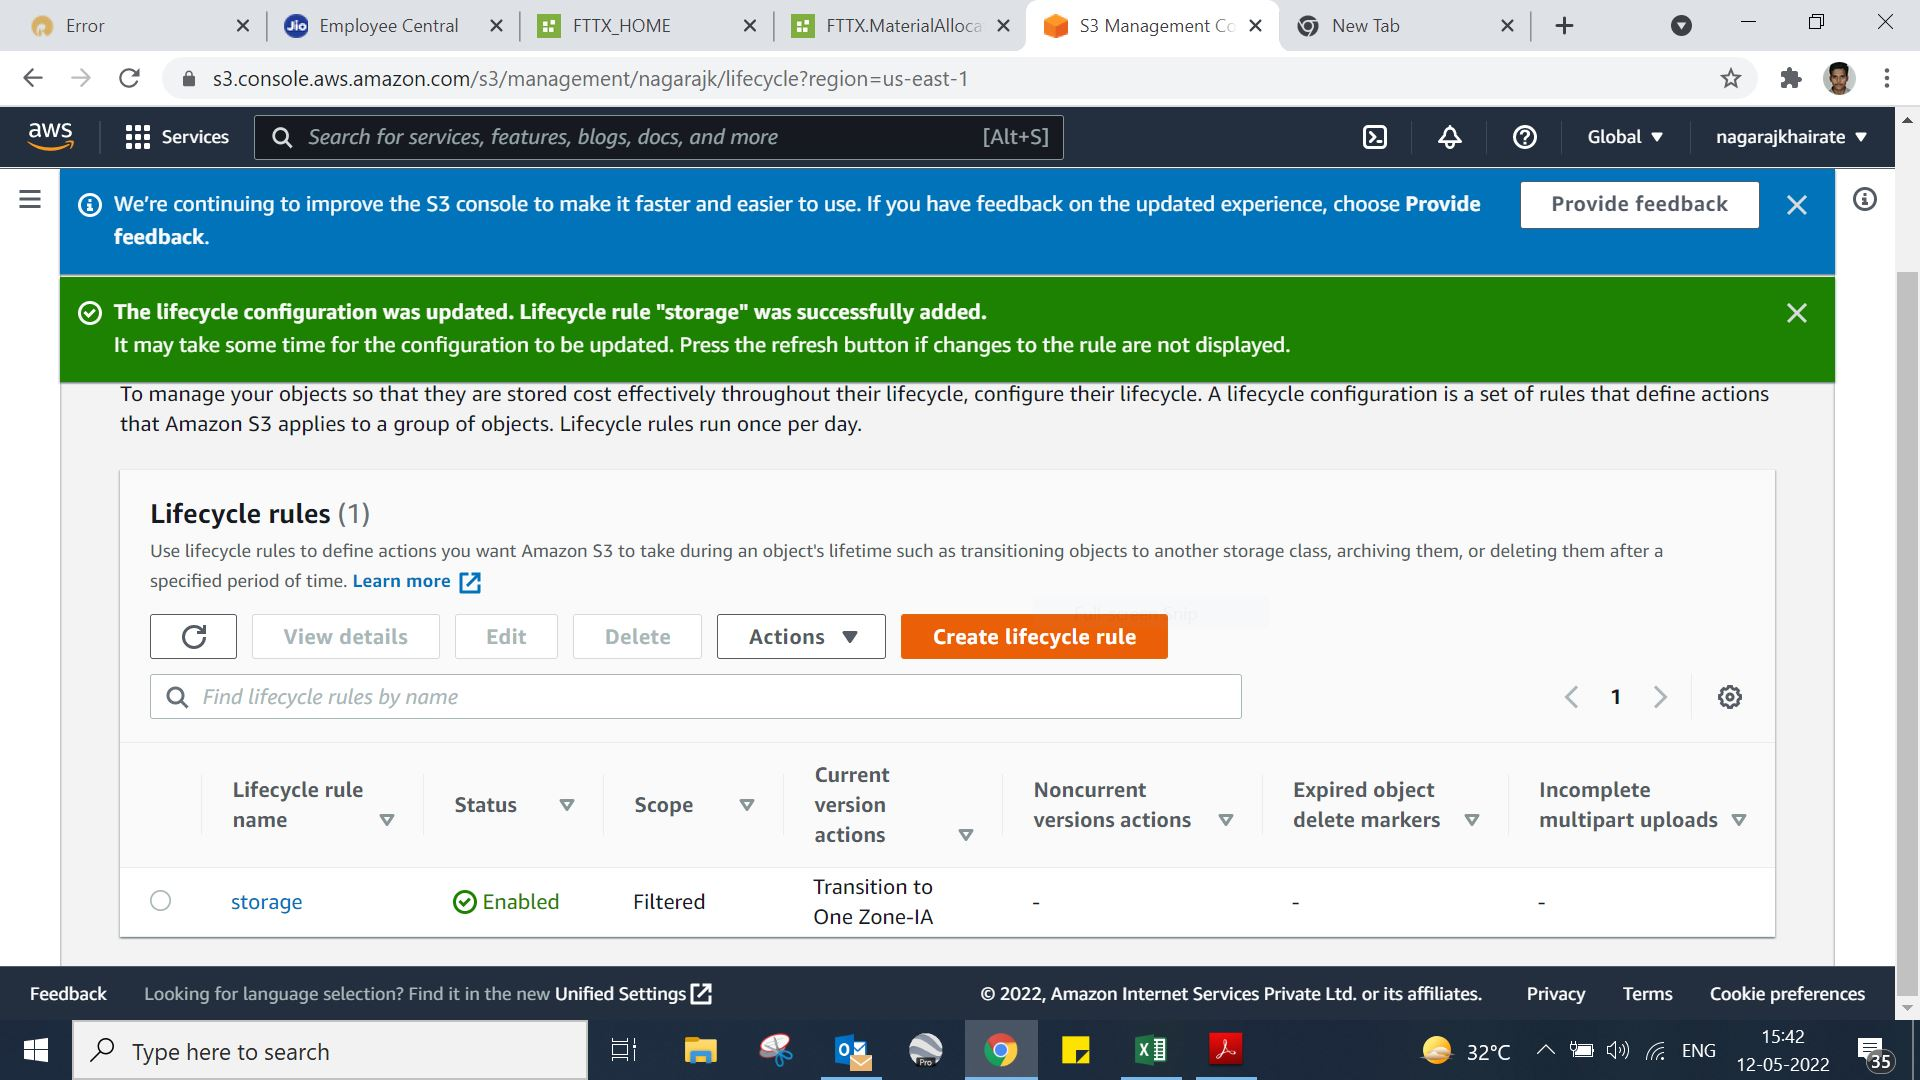 Error
Jio
Employee Central
FTTX_HOME
FTTX.MaterialAlloca
S3 Management Co
New Tab
s3.console.aws.amazon.com/s3/management/nagarajk/lifecycle?region=us-east-1
aws
Services
Search for services, features, blogs, docs, and more
[Alt+S]
Global
nagarajkhairate
We're continuing to improve the S3 console to make it faster and easier to use. If you have feedback on the updated experience, choose Provide
feedback.
Provide feedback
The lifecycle configuration was updated. Lifecycle rule "storage" was successfully added.
It may take some time for the configuration to be updated. Press the refresh button if changes to the rule are not displayed.
To manage your objects so that they are stored cost effectively throughout their lifecycle, configure their lifecycle. A lifecycle configuration is a set of rules that define actions
that Amazon S3 applies to a group of objects. Lifecycle rules run once per day.
Lifecycle rules (1)
Use lifecycle rules to define actions you want Amazon S3 to take during an object's lifetime such as transitioning objects to another storage class, archiving them, or deleting them after a
specified period of time. Learn more
Full-screen Snip
View details
Edit
Delete
Actions
Create lifecycle rule
Find lifecycle rules by name
1
Lifecycle rule
name
Status
Scope
Current
version
actions
Noncurrent
versions actions
Expired object
delete markers
Incomplete
multipart uploads
storage
Enabled
Filtered
Transition to
One Zone-IA
-
-
-
Feedback
Looking for language selection? Find it in the new Unified Settings
© 2022, Amazon Internet Services Private Ltd. or its affiliates.
Privacy
Terms
Cookie preferences
Type here to search
Pro
32°C
ENG
15:42
12-05-2022
35